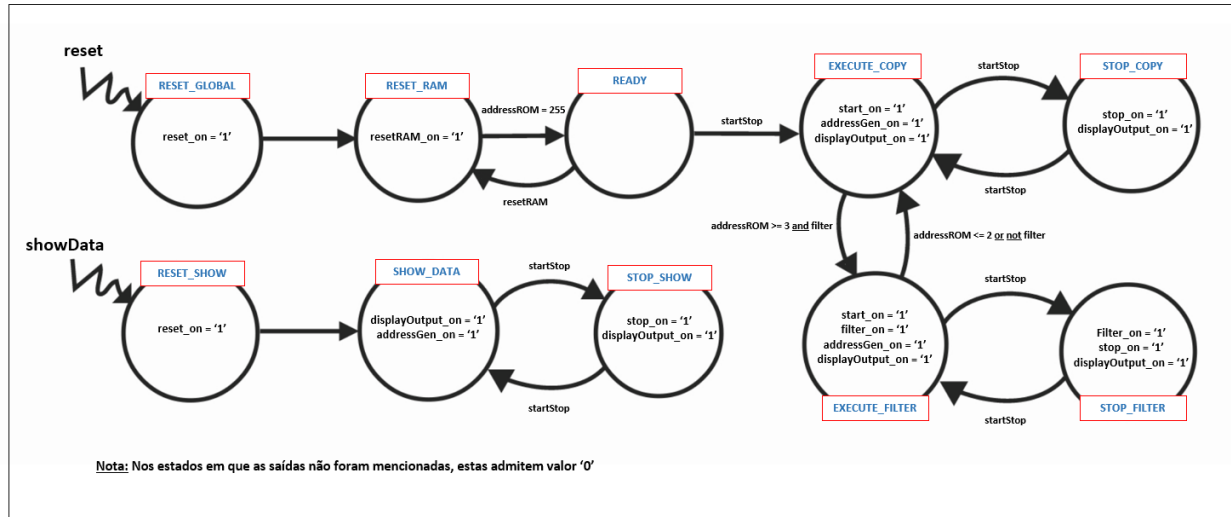 reset
RESET_GLOBAL
reset_on = ‘1’
RESET_RAM
resetRAM_on = ‘1’
addressROM = 255
READY
resetRAM
startStop
EXECUTE_COPY
start_on = ‘1’
addressGen_on = ‘1’
displayOutput_on = ‘1’
startStop
STOP_COPY
stop_on = ‘1’
displayOutput_on = ‘1’
startStop
addressROM >= 3 and filter
addressROM <= 2 or not filter
showData
RESET_SHOW
reset_on = ‘1’
SHOW_DATA
displayOutput_on = ‘1’
addressGen_on = ‘1’
startStop
STOP_SHOW
stop_on = ‘1’
displayOutput_on = ‘1’
startStop
start_on = ‘1’
filter_on = ‘1’
addressGen_on = ‘1’
displayOutput_on = ‘1’
EXECUTE_FILTER
startStop
Filter_on = ‘1’
stop_on = ‘1’
displayOutput_on = ‘1’
STOP_FILTER
startStop
Nota: Nos estados em que as saídas não foram mencionadas, estas admitem valor ‘0’